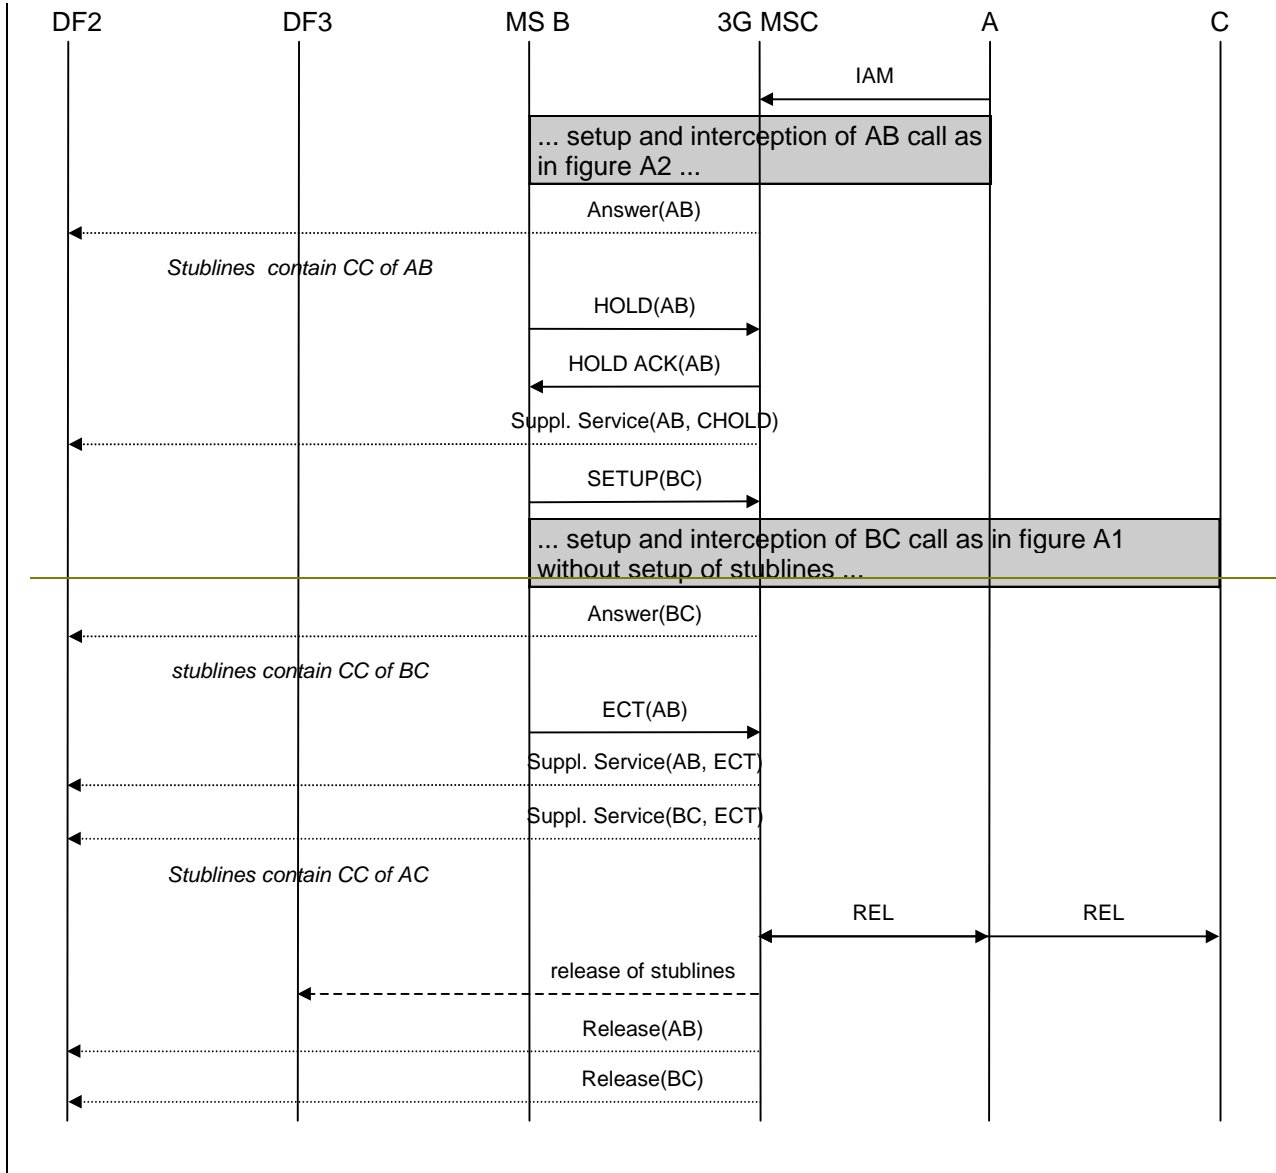 DF2 DF3 MS B 3G MSC A C
IAM
... setup and interception of AB call as
in figure A2 ...
Answer(AB)
Stublines contain CC of AB
HOLD(AB)
HOLD ACK(AB)
Suppl. Service(AB, CHOLD)
SETUP(BC)
... setup and interception of BC call as in figure A1
without setup of stublines ...
Answer(BC)
stublines contain CC of BC
ECT(AB)
Suppl. Service(AB, ECT)
Suppl. Service(BC, ECT)
Stublines contain CC of AC
REL REL
release of stublines
Release(AB)
Release(BC)